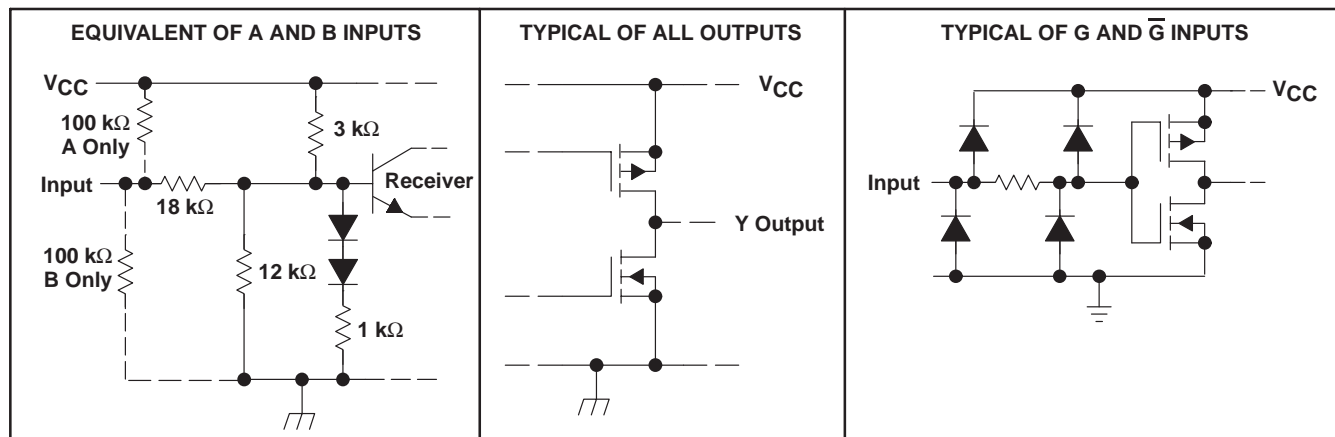 EQUIVALENT OF A AND B INPUTS
VCC
100 kΩ
A Only
3 kΩ
Input
18 kΩ
Receiver
100 kΩ
B Only
12 kΩ
1 kΩ
TYPICAL OF ALL OUTPUTS
VCC
Y Output
TYPICAL OF G AND G̅ INPUTS
VCC
Input